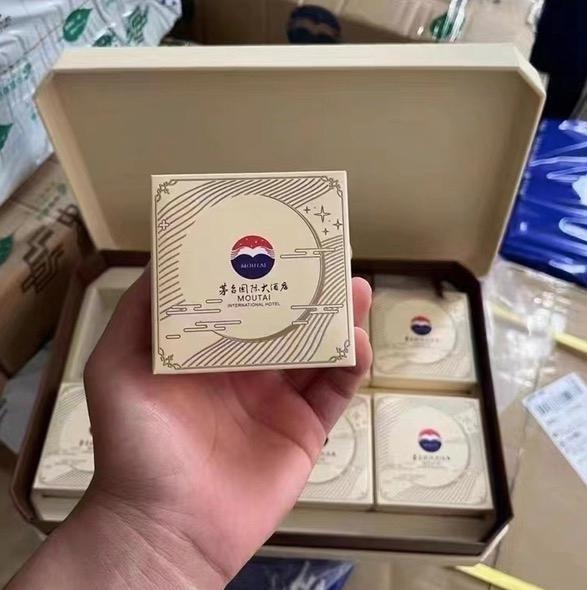 MOUTAI
茅台国际大酒店
MOUTAI
INTERNATIONAL HOTEL